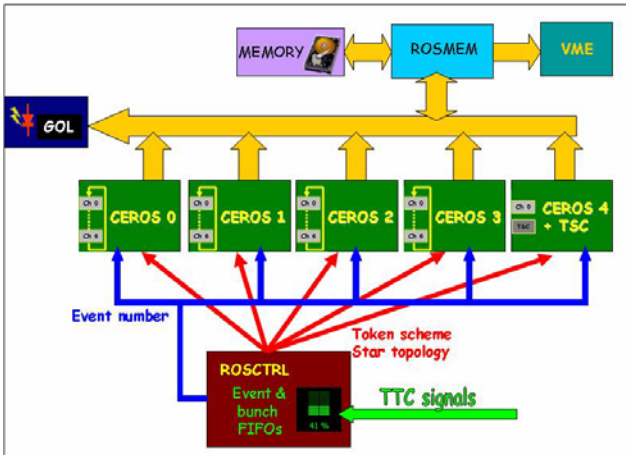 MEMORY
ROSMEM
VME
GOL
Ch 0
Ch 6
CEROS 0
Ch 0
Ch 6
CEROS 1
Ch 0
Ch 6
CEROS 2
Ch 0
Ch 6
CEROS 3
Ch 0
TSC
CEROS 4
+ TSC
Event number
Token scheme
Star topology
ROSCTRL
Event &
bunch
FIFOs
41 %
TTC signals